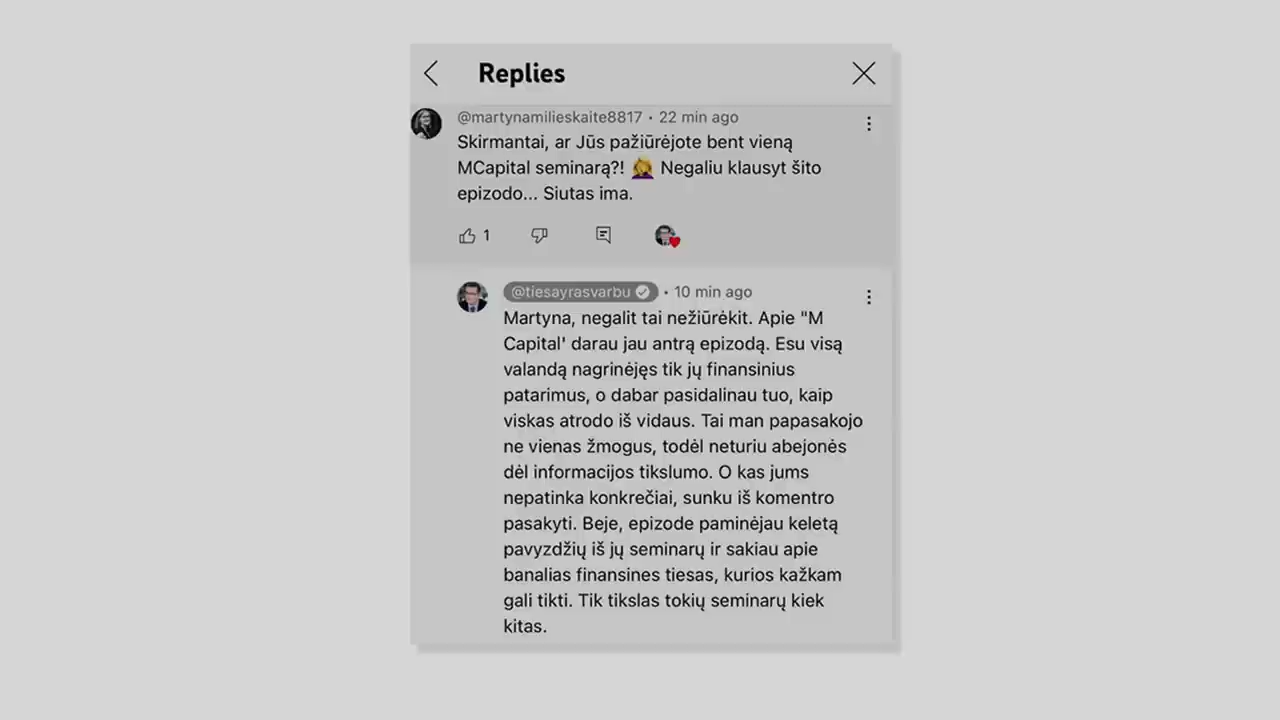 Replies
@martynamilieskaite8817 • 22 min ago
Skirmantai, ar Jūs pažiūrėjote bent vieną
MCapital seminarą?! 🤦‍♀️ Negaliu klausyt šito
epizodo... Siutas ima.
1
@tiesayrasvarbu • 10 min ago
Martyna, negalit tai nežiūrėkit. Apie "M
Capital' darau jau antrą epizodą. Esu visą
valandą nagrinėjęs tik jų finansinius
patarimus, o dabar pasidalinau tuo, kaip
viskas atrodo iš vidaus. Tai man papasakojo
ne vienas žmogus, todėl neturiu abejonės
dėl informacijos tikslumo. O kas jums
nepatinka konkrečiai, sunku iš komentro
pasakyti. Beje, epizode paminėjau keletą
pavyzdžių iš jų seminarų ir sakiau apie
banalias finansines tiesas, kurios kažkam
gali tikti. Tik tikslas tokių seminarų kiek
kitas.